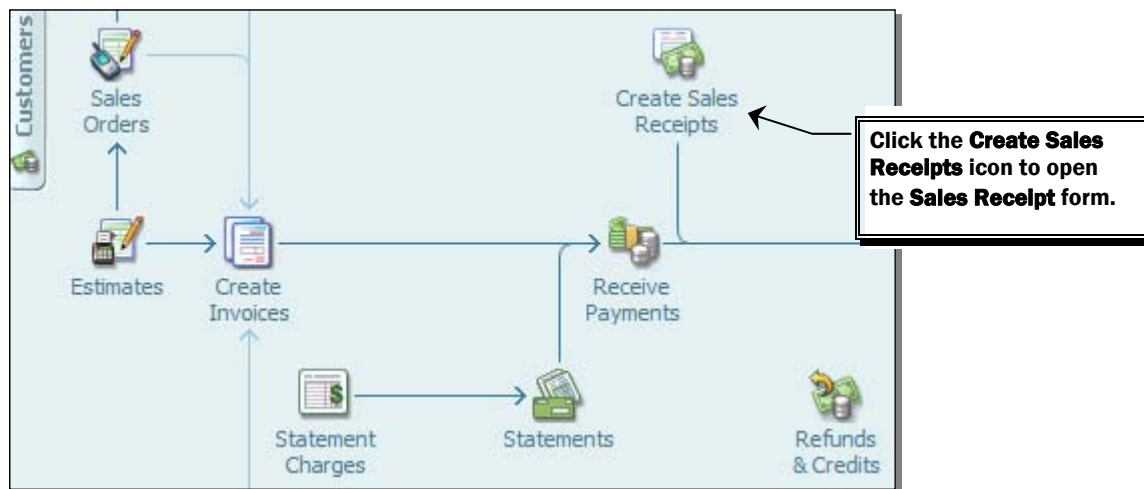 Customers
Sales
Orders
Create Sales
Receipts
Click the Create Sales
Receipts icon to open
the Sales Receipt form.
Estimates
Create
Invoices
Receive
Payments
Statement
Charges
Statements
Refunds
& Credits